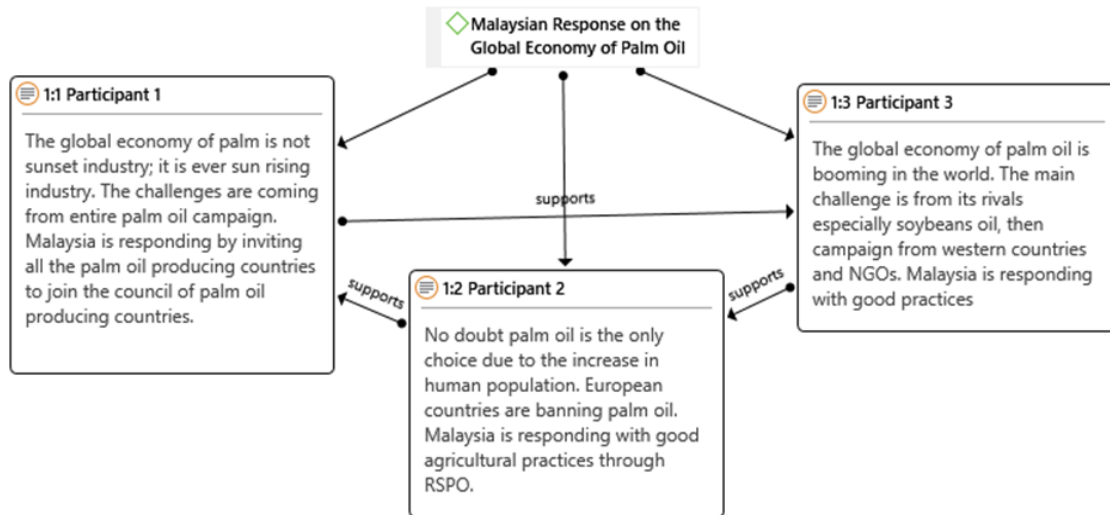 Malaysian Response on the
Global Economy of Palm Oil
1:1 Participant 1
The global economy of palm is not
sunset industry; it is ever sun rising
industry. The challenges are coming
from entire palm oil campaign.
Malaysia is responding by inviting
all the palm oil producing countries
to join the council of palm oil
producing countries.
1:3 Participant 3
The global economy of palm oil is
booming in the world. The main
challenge is from its rivals
especially soybeans oil, then
campaign from western countries
and NGOs. Malaysia is responding
with good practices
supports
supports
supports
1:2 Participant 2
No doubt palm oil is the only
choice due to the increase in
human population. European
countries are banning palm oil.
Malaysia is responding with good
agricultural practices through
RSPO.